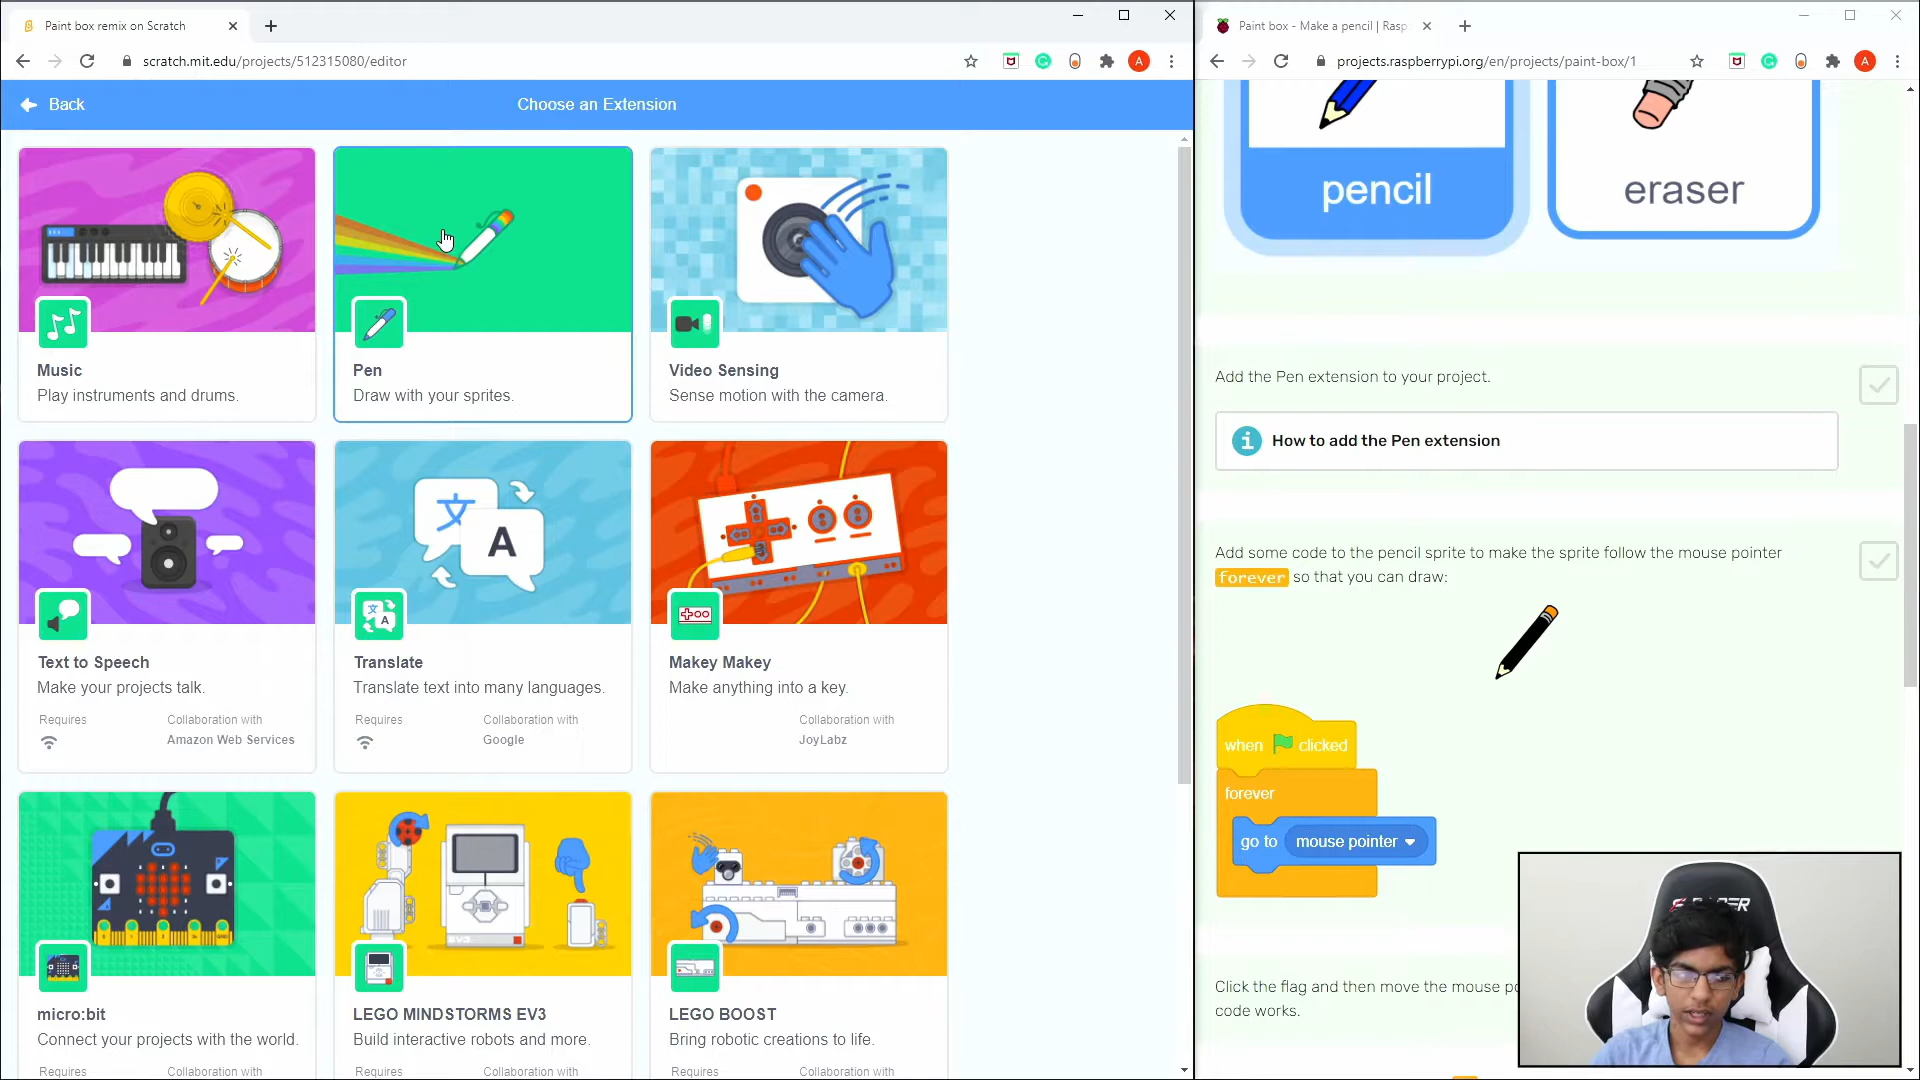 Paint box remix on Scratch
scratch.mit.edu/projects/512315080/editor
A
Back
Choose an Extension
Music
Play instruments and drums.
Pen
Draw with your sprites.
Video Sensing
Sense motion with the camera.
文
A
文
A
Text to Speech
Make your projects talk.
Requires
Collaboration with
Amazon Web Services
Translate
Translate text into many languages.
Requires
Collaboration with
Google
Makey Makey
Make anything into a key.
Collaboration with
JoyLabz
EV3
micro:bit
Connect your projects with the world.
Requires
Collaboration with
LEGO MINDSTORMS EV3
Build interactive robots and more.
Requires
Collaboration with
LEGO BOOST
Bring robotic creations to life.
Requires
Collaboration with
Paint box - Make a pencil | Rasp
projects.raspberrypi.org/en/projects/paint-box/1
A
pencil
eraser
Add the Pen extension to your project.
i How to add the Pen extension
Add some code to the pencil sprite to make the sprite follow the mouse pointer
forever so that you can draw:
when clicked
forever
go to mouse pointer
Click the flag and then move the mouse po
code works.